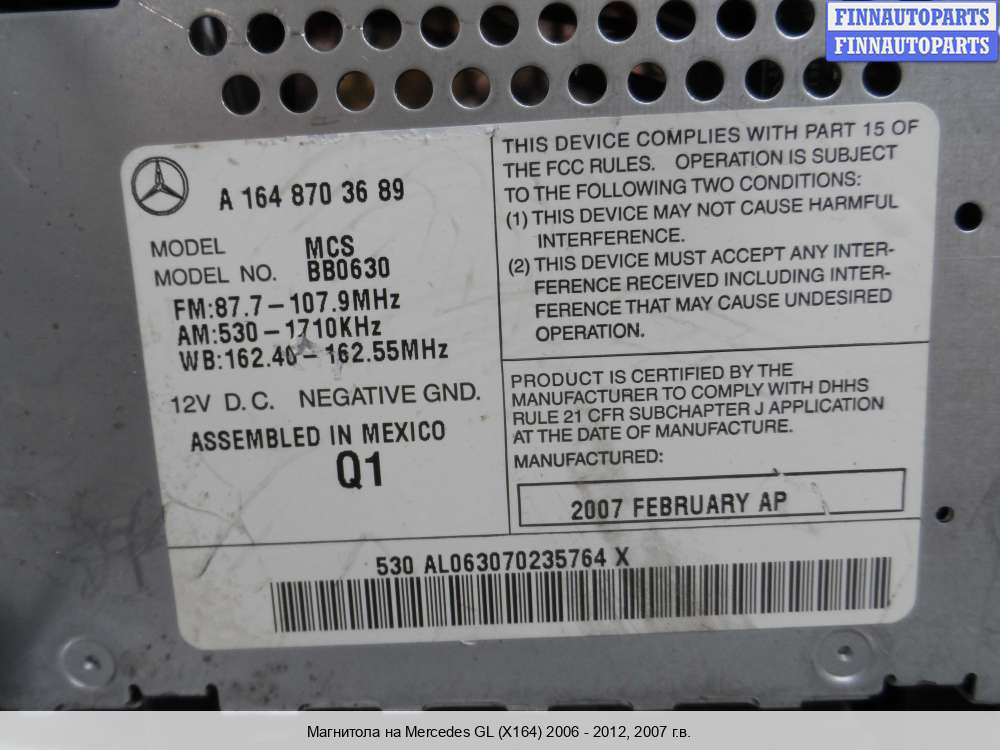 FINNAUTOPARTS
FINNAUTOPARTS
A 164 870 36 89
MODEL MCS
MODEL NO. BB0630
FM:87.7-107.9MHz
AM:530-1710KHz
WB:162.40-162.55MHz
12V D.C. NEGATIVE GND.
ASSEMBLED IN MEXICO
Q1
THIS DEVICE COMPLIES WITH PART 15 OF
THE FCC RULES. OPERATION IS SUBJECT
TO THE FOLLOWING TWO CONDITIONS:
(1) THIS DEVICE MAY NOT CAUSE HARMFUL
INTERFERENCE.
(2) THIS DEVICE MUST ACCEPT ANY INTER-
FERENCE RECEIVED INCLUDING INTER-
FERENCE THAT MAY CAUSE UNDESIRED
OPERATION.
PRODUCT IS CERTIFIED BY THE
MANUFACTURER TO COMPLY WITH DHHS
RULE 21 CFR SUBCHAPTER J APPLICATION
AT THE DATE OF MANUFACTURE.
MANUFACTURED:
2007 FEBRUARY AP
530 AL063070235764 X
Магнитола на Mercedes GL (X164) 2006 - 2012, 2007 г.в.